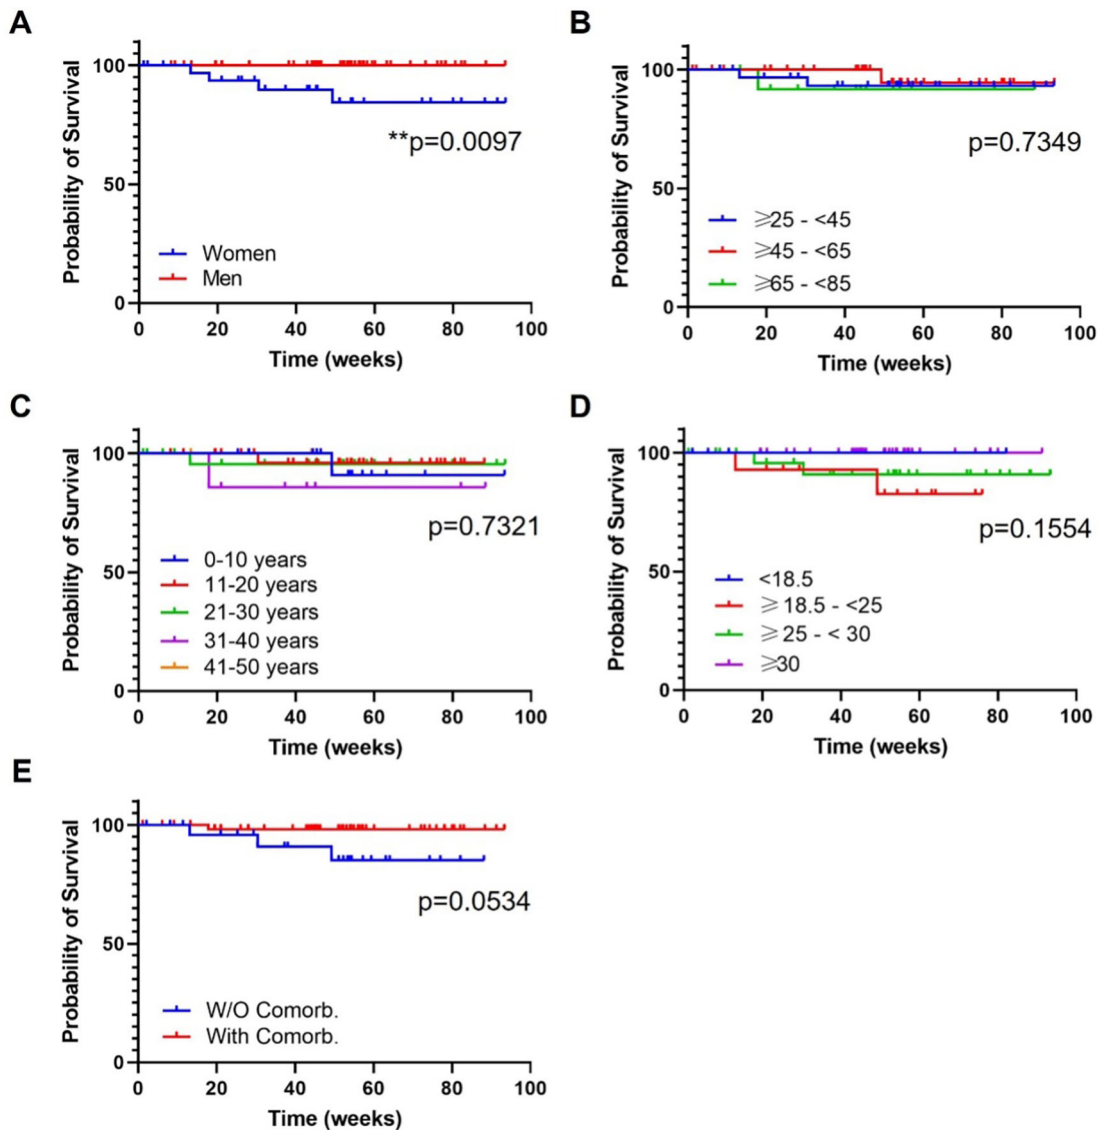 A
Probability of Survival
100
50
0
**p=0.0097
Women
Men
0 20 40 60 80 100
Time (weeks)
B
Probability of Survival
100
50
0
p=0.7349
⩾25 - <45
⩾45 - <65
⩾65 - <85
0 20 40 60 80 100
Time (weeks)
C
Probability of Survival
100
50
0
p=0.7321
0-10 years
11-20 years
21-30 years
31-40 years
41-50 years
0 20 40 60 80 100
Time (weeks)
D
Probability of Survival
100
50
0
p=0.1554
<18.5
⩾ 18.5 - <25
⩾ 25 - < 30
⩾30
0 20 40 60 80 100
Time (weeks)
E
Probability of Survival
100
50
0
p=0.0534
W/O Comorb.
With Comorb.
0 20 40 60 80 100
Time (weeks)